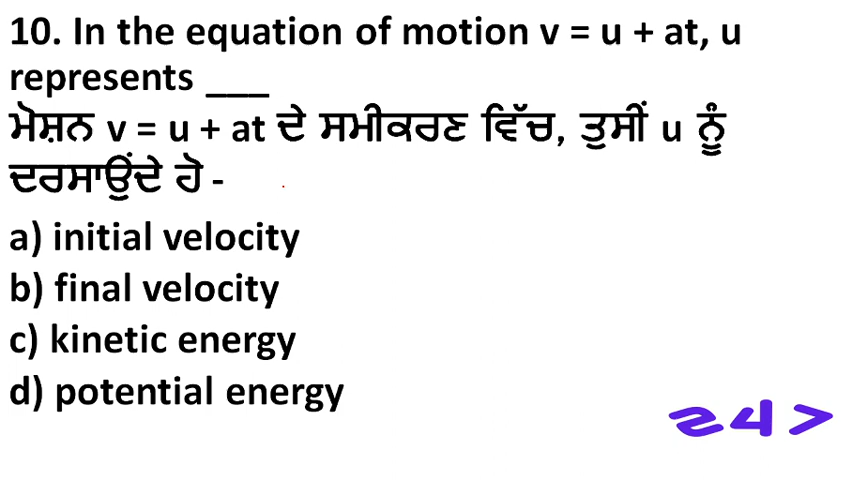 10. In the equation of motion v = u + at, u
represents ___
ਮੋਸ਼ਨ v = u + at ਦੇ ਸਮੀਕਰਣ ਵਿੱਚ, ਤੁਸੀਂ u ਨੂੰ
ਦਰਸਾਉਂਦੇ ਹੋ -
a) initial velocity
b) final velocity
c) kinetic energy
d) potential energy
247